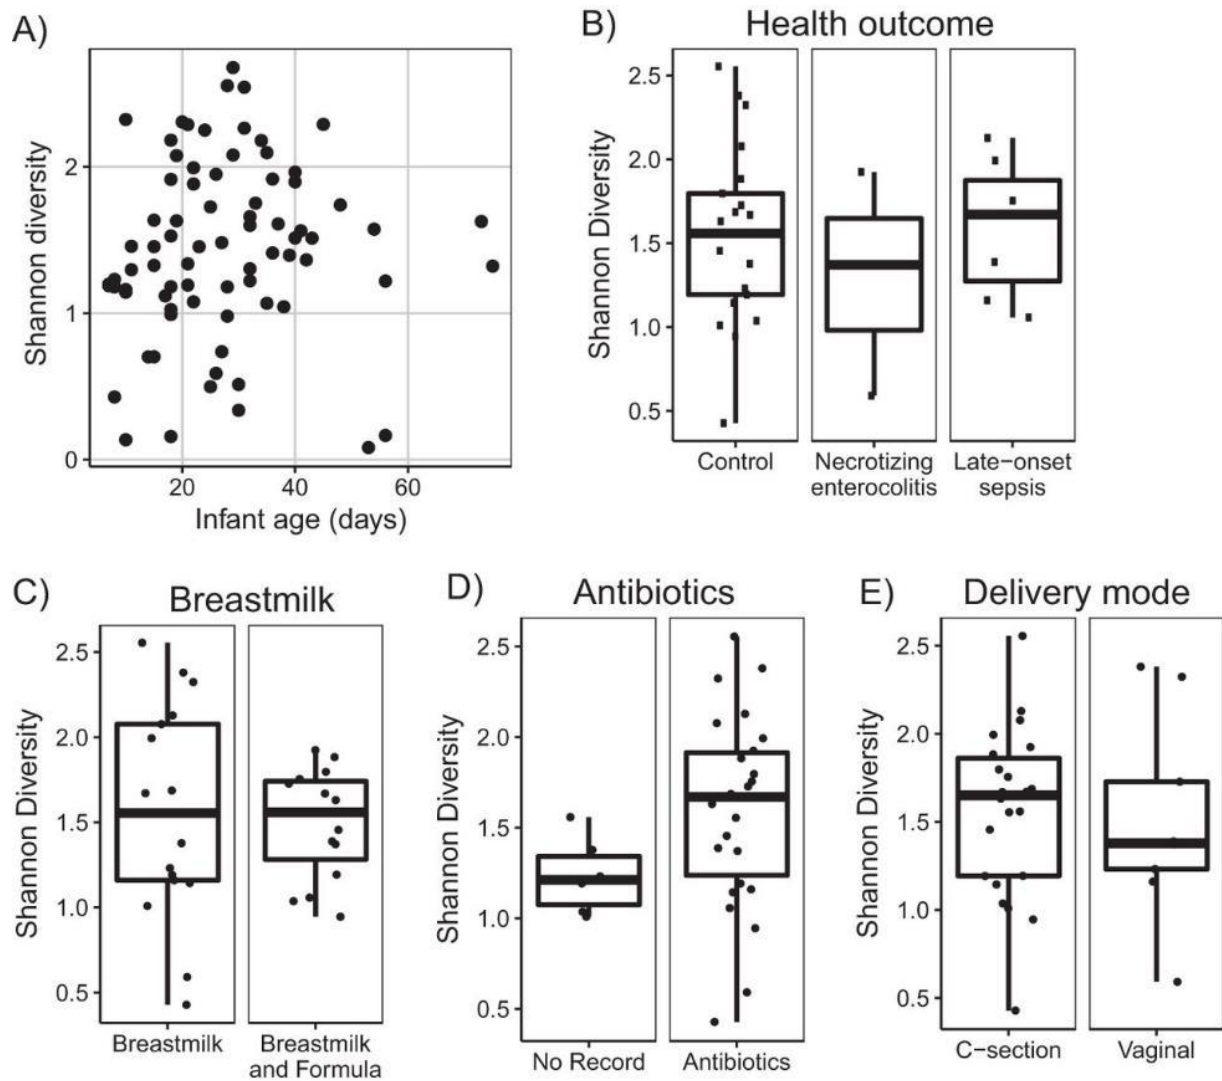 A)
Shannon diversity
2
1
0
20 40 60
Infant age (days)
B)
Health outcome
Shannon Diversity
2.5
2.0
1.5
1.0
0.5
Control
Necrotizing
enterocolitis
Late-onset
sepsis
C)
Breastmilk
Shannon Diversity
2.5
2.0
1.5
1.0
0.5
Breastmilk
Breastmilk
and Formula
D)
Antibiotics
Shannon Diversity
2.5
2.0
1.5
1.0
0.5
No Record
Antibiotics
E)
Delivery mode
Shannon Diversity
2.5
2.0
1.5
1.0
0.5
C-section
Vaginal